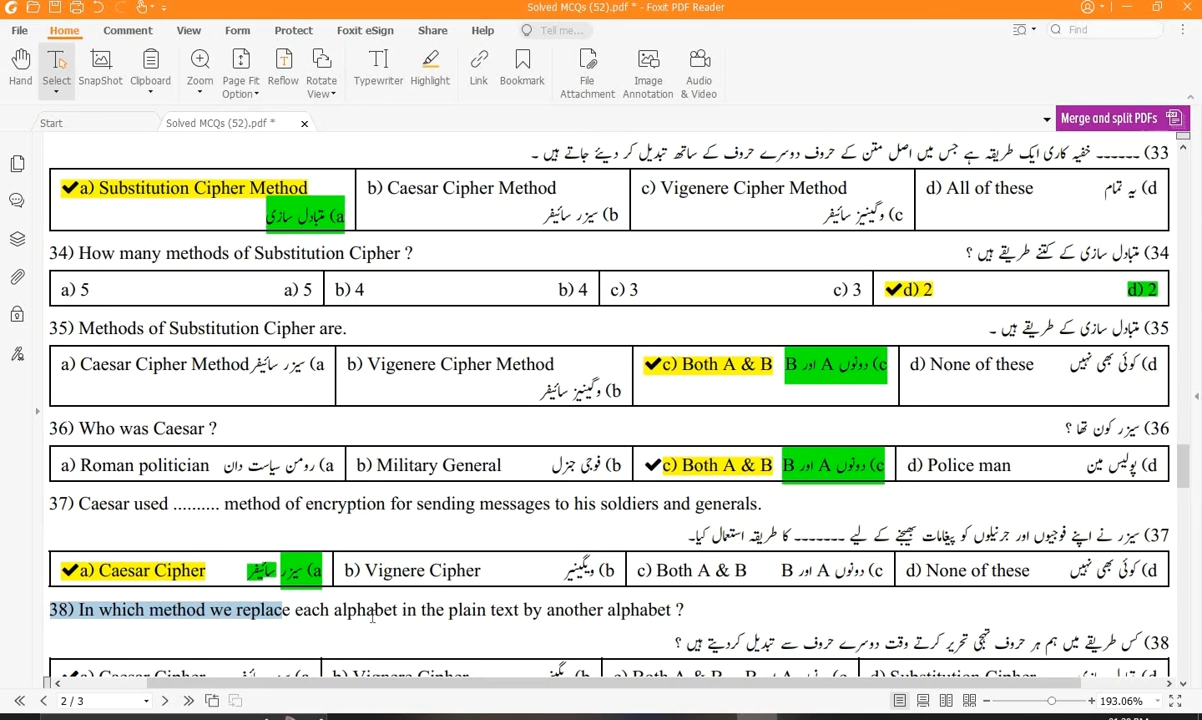 Solved MCQs (52).pdf * - Foxit PDF Reader
File Home Comment View Form Protect Foxit eSign Share Help Tell me... Find
Hand Select SnapShot Clipboard Zoom Page Fit Option Reflow Rotate View Typewriter Highlight Link Bookmark File Attachment Image Annotation Audio & Video
Start Solved MCQs (52).pdf * Merge and split PDFs
33) ...... خفیہ کاری ایک طریقہ ہے جس میں اصل متن کے حروف دوسرے حروف کے ساتھ تبدیل کر دیئے جاتے ہیں ۔
✔a) Substitution Cipher Method b) Caesar Cipher Method c) Vigenere Cipher Method d) All of these d) یہ تمام
a) متبادل سازی b) سیزر سائیفر c) وگینیز سائیفر
34) How many methods of Substitution Cipher ? 34) متبادل سازی کے کتنے طریقے ہیں ؟
a) 5 a) 5 b) 4 b) 4 c) 3 c) 3 ✔d) 2 d) 2
35) Methods of Substitution Cipher are. 35) متبادل سازی کے طریقے ہیں ۔
a) Caesar Cipher Method a) سیزر سائیفر b) Vigenere Cipher Method ✔c) Both A & B c) دونوں A اور B d) None of these d) کوئی بھی نہیں
b) وگینیز سائیفر
36) Who was Caesar ? 36) سیزر کون تھا ؟
a) Roman politician a) رومن سیاست دان b) Military General b) فوجی جنرل ✔c) Both A & B c) دونوں A اور B d) Police man d) پولیس مین
37) Caesar used .......... method of encryption for sending messages to his soldiers and generals.
37) سیزر نے اپنے فوجیوں اور جرنیلوں کو پیغامات بھیجنے کے لیے ....... کا طریقہ استعمال کیا۔
✔a) Caesar Cipher a) سیزر سائیفر b) Vignere Cipher b) ویگینیر c) Both A & B c) دونوں A اور B d) None of these d) کوئی بھی نہیں
38) In which method we replace each alphabet in the plain text by another alphabet ?
38) کس طریقے میں ہم ہر حروف تہجی تحریر کرتے وقت دوسرے حروف سے تبدیل کردیتے ہیں ؟
2 / 3 193.06%